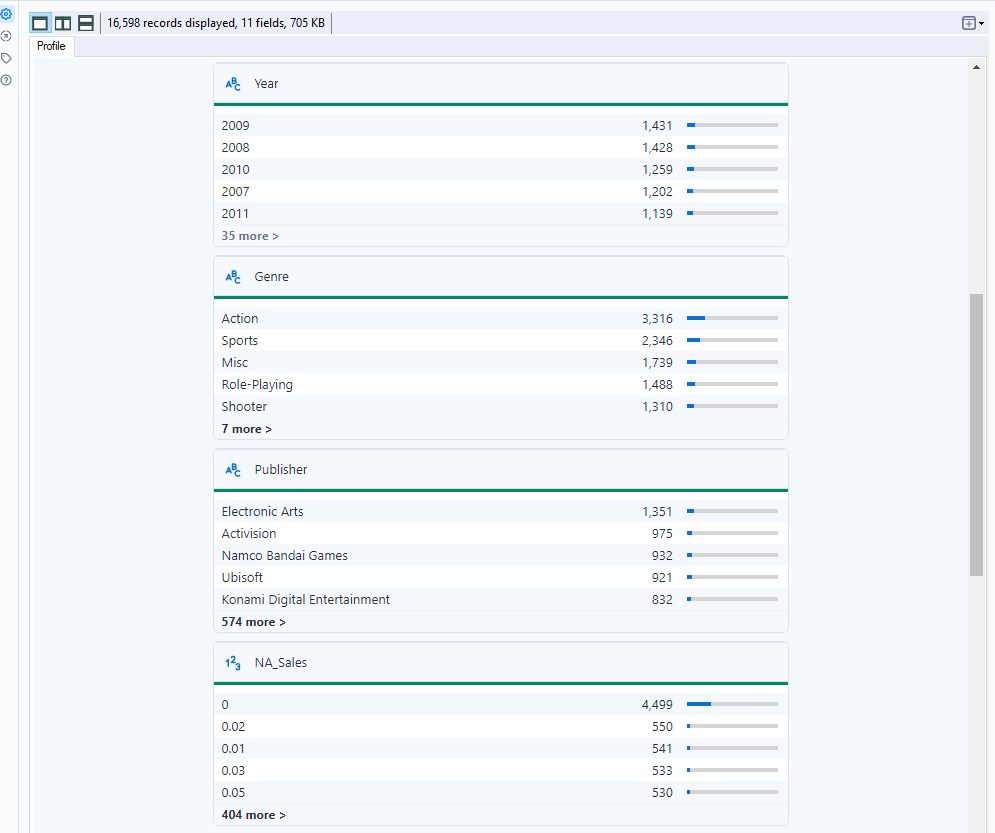 16,598 records displayed, 11 fields, 705 KB
Profile
ABC Year
2009 1,431
2008 1,428
2010 1,259
2007 1,202
2011 1,139
35 more >
ABC Genre
Action 3,316
Sports 2,346
Misc 1,739
Role-Playing 1,488
Shooter 1,310
7 more >
ABC Publisher
Electronic Arts 1,351
Activision 975
Namco Bandai Games 932
Ubisoft 921
Konami Digital Entertainment 832
574 more >
123 NA_Sales
0 4,499
0.02 550
0.01 541
0.03 533
0.05 530
404 more >